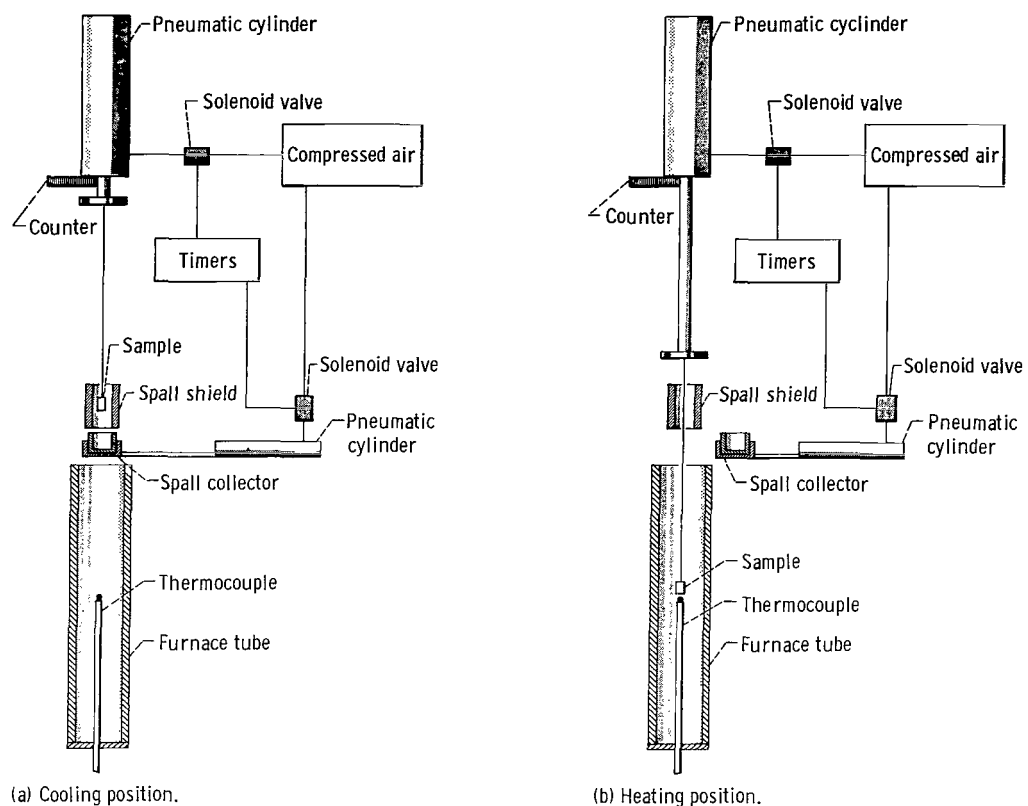 Pneumatic cylinder
Solenoid valve
Compressed air
Counter
Timers
Sample
Spall shield
Solenoid valve
Pneumatic
cylinder
Spall collector
Thermocouple
Furnace tube
(a) Cooling position.
Pneumatic cyclinder
Solenoid valve
Compressed air
Counter
Timers
Solenoid valve
Spall shield
Pneumatic
cylinder
Spall collector
Sample
Thermocouple
Furnace tube
(b) Heating position.